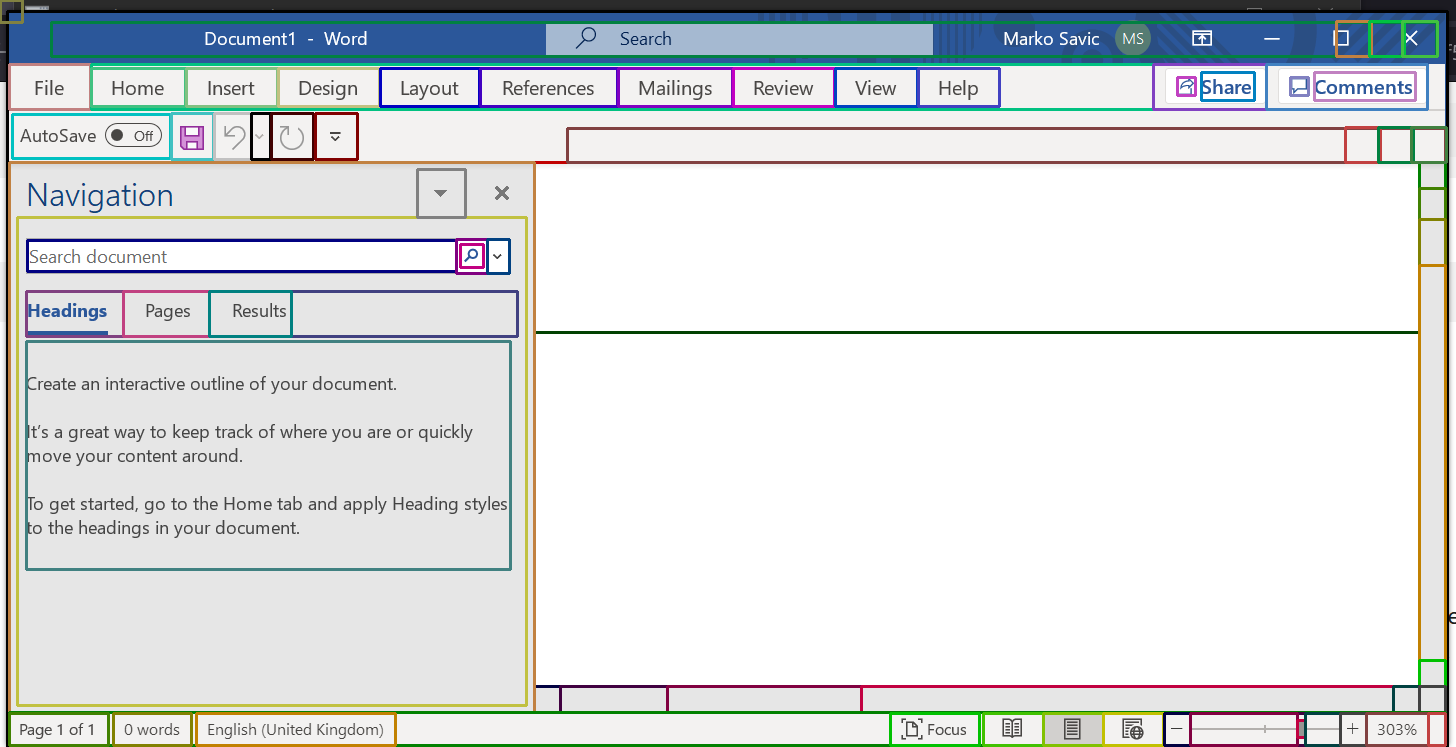 Document1 - Word
Search
Marko Savic
MS
File Home Insert Design Layout References Mailings Review View Help
Share
Comments
AutoSave Off
Navigation
Search document
Headings Pages Results
Create an interactive outline of your document.
It's a great way to keep track of where you are or quickly
move your content around.
To get started, go to the Home tab and apply Heading styles
to the headings in your document.
Page 1 of 1
0 words
English (United Kingdom)
Focus
303%